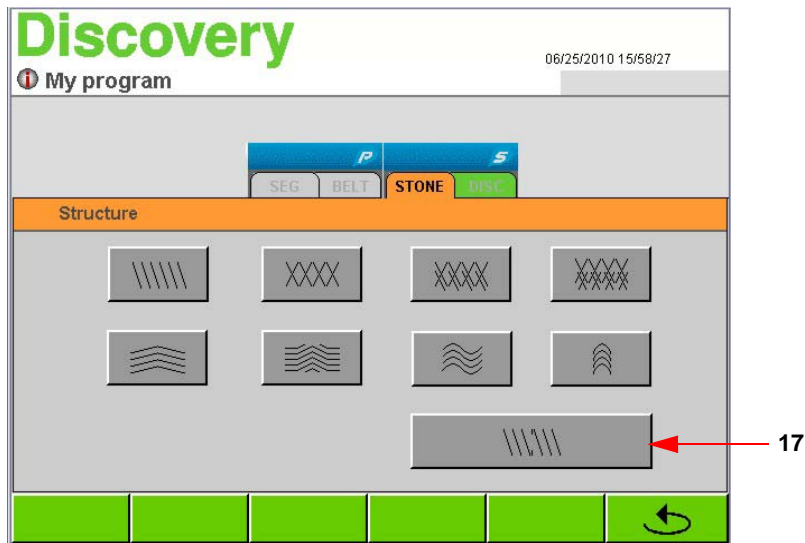 Discovery
06/25/2010 15/58/27
My program
P S
SEG BELT STONE DISC
Structure
17